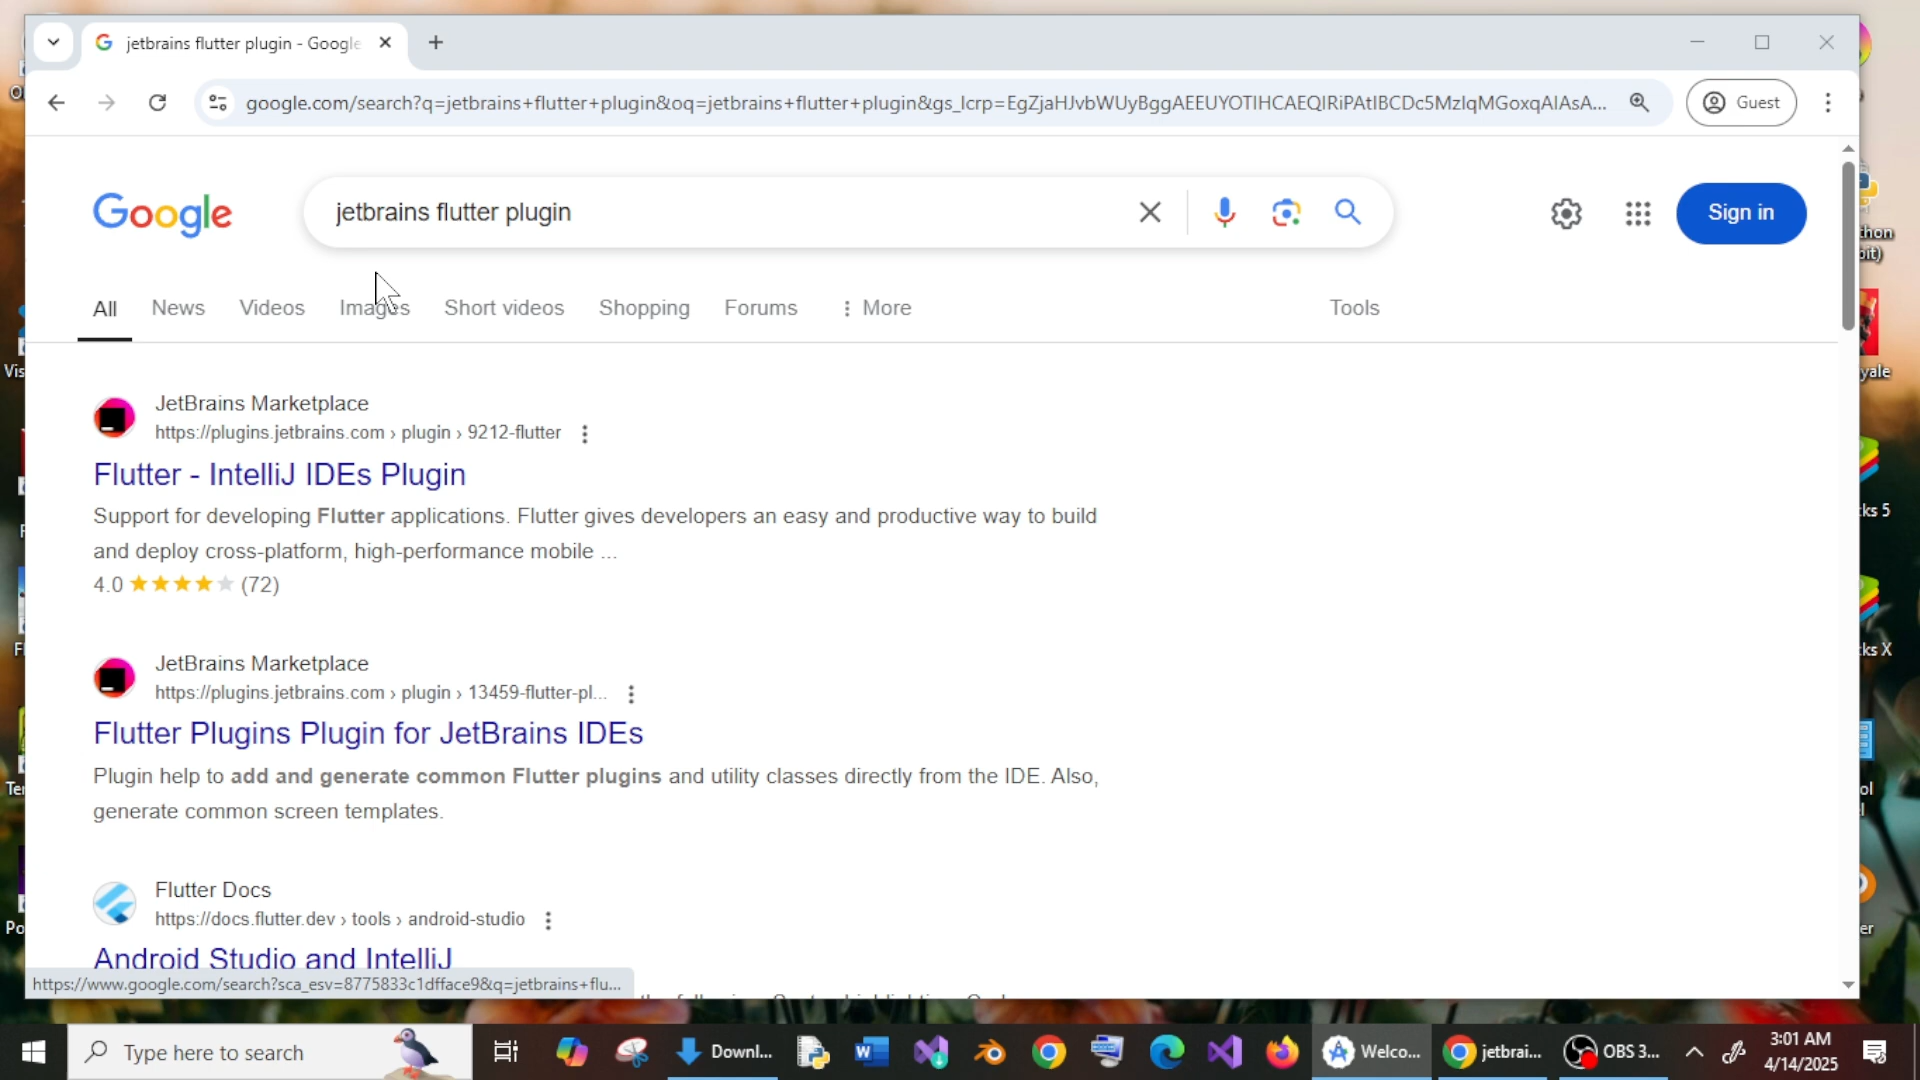 jetbrains flutter plugin - Google
google.com/search?q=jetbrains+flutter+plugin&oq=jetbrains+flutter+plugin&gs_lcrp=EgZjaHJvbWUyBggAEEUYOTIHCAEQIRiPAtIBCDc5MzlqMGoxqAIAsA...
Guest
Google
jetbrains flutter plugin
Sign in
All News Videos Images Short videos Shopping Forums More Tools
JetBrains Marketplace
https://plugins.jetbrains.com › plugin › 9212-flutter
Flutter - IntelliJ IDEs Plugin
Support for developing Flutter applications. Flutter gives developers an easy and productive way to build
and deploy cross-platform, high-performance mobile ...
4.0 (72)
JetBrains Marketplace
https://plugins.jetbrains.com › plugin › 13459-flutter-pl...
Flutter Plugins Plugin for JetBrains IDEs
Plugin help to add and generate common Flutter plugins and utility classes directly from the IDE. Also,
generate common screen templates.
Flutter Docs
https://docs.flutter.dev › tools › android-studio
Android Studio and IntelliJ
https://www.google.com/search?sca_esv=8775833c1dfface9&q=jetbrains+flu...
Type here to search
Downl...
Welco...
jetbrai...
OBS 3...
3:01 AM
4/14/2025